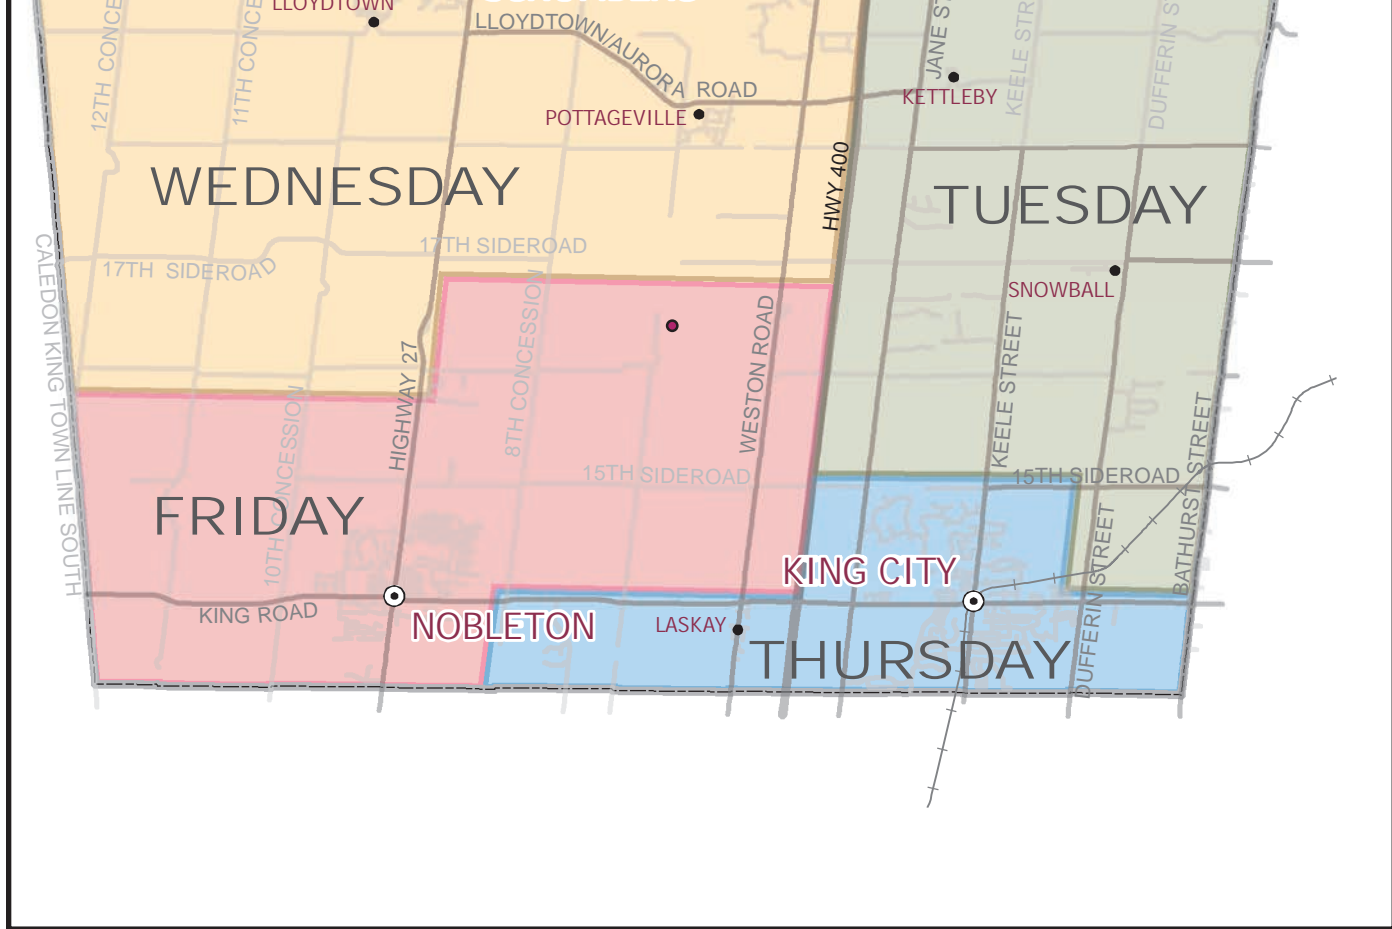 LLOYDTOWN
LLOYDTOWN/AURORA ROAD
12TH CONCE
11TH CONCE
JANE ST
KEELE STR
DUFFERIN S
KETTLEBY
POTTAGEVILLE
HWY 400
WEDNESDAY
TUESDAY
17TH SIDEROAD
17TH SIDEROAD
CALEDON KING TOWN LINE SOUTH
SNOWBALL
8TH CONCESSION
WESTON ROAD
KEELE STREET
HIGHWAY 27
10TH CONCESSION
BATHURST STREET
15TH SIDEROAD
15TH SIDEROAD
FRIDAY
DUFFERIN STREET
KING CITY
KING ROAD
NOBLETON
LASKAY
THURSDAY